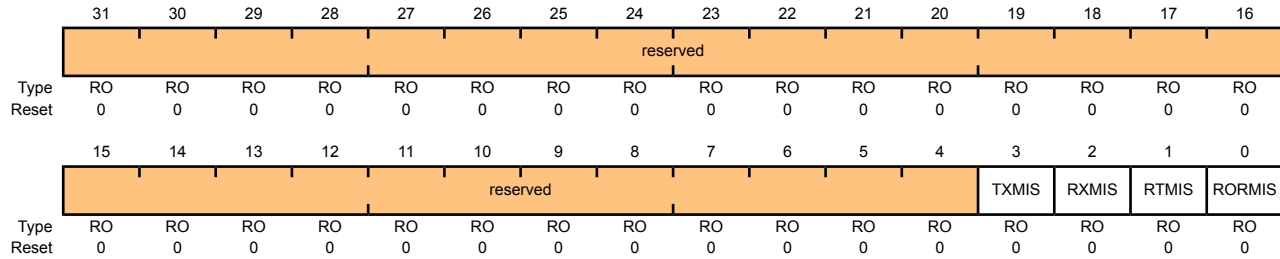 31 30 29 28 27 26 25 24 23 22 21 20 19 18 17 16
reserved
Type RO RO RO RO RO RO RO RO RO RO RO RO RO RO RO RO
Reset 0 0 0 0 0 0 0 0 0 0 0 0 0 0 0 0
15 14 13 12 11 10 9 8 7 6 5 4 3 2 1 0
reserved TXMIS RXMIS RTMIS RORMIS
Type RO RO RO RO RO RO RO RO RO RO RO RO RO RO RO RO
Reset 0 0 0 0 0 0 0 0 0 0 0 0 0 0 0 0